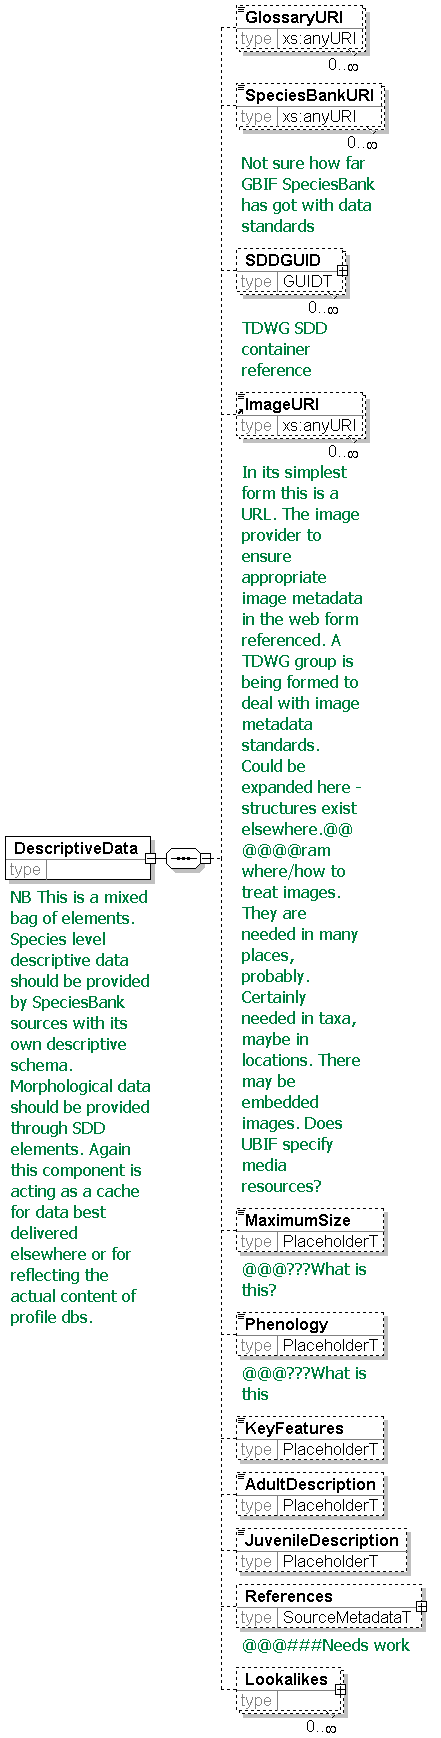 GlossaryURI
type xs:anyURI
0..∞
SpeciesBankURI
type xs:anyURI
0..∞
Not sure how far
GBIF SpeciesBank
has got with data
standards
SDDGUID
type GUIDT
0..∞
TDWG SDD
container
reference
ImageURI
type xs:anyURI
0..∞
In its simplest
form this is a
URL. The image
provider to
ensure
appropriate
image metadata
in the web form
referenced. A
TDWG group is
being formed to
deal with image
metadata
standards.
Could be
expanded here -
structures exist
elsewhere.@@
@@@@ram
where/how to
treat images.
They are
needed in many
places,
probably.
Certainly
needed in taxa,
maybe in
locations. There
may be
embedded
images. Does
UBIF specify
media
resources?
DescriptiveData
type
NB This is a mixed
bag of elements.
Species level
descriptive data
should be provided
by SpeciesBank
sources with its
own descriptive
schema.
Morphological data
should be provided
through SDD
elements. Again
this component is
acting as a cache
for data best
delivered
elsewhere or for
reflecting the
actual content of
profile dbs.
MaximumSize
type PlaceholderT
@@@???What is
this?
Phenology
type PlaceholderT
@@@???What is
this
KeyFeatures
type PlaceholderT
AdultDescription
type PlaceholderT
JuvenileDescription
type PlaceholderT
References
type SourceMetadataT
@@@###Needs work
Lookalikes
type
0..∞